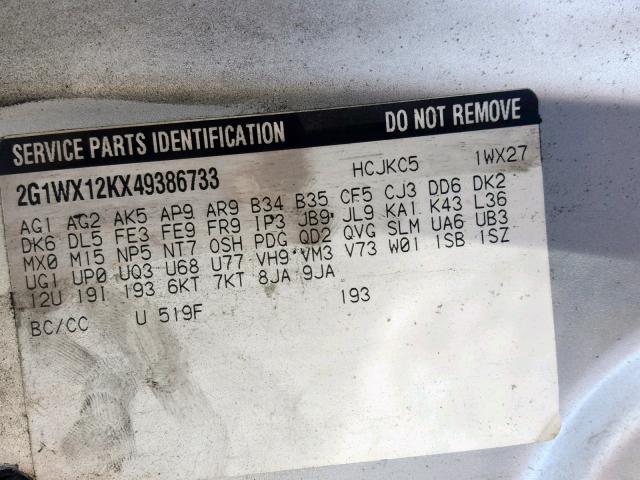 SERVICE PARTS IDENTIFICATION DO NOT REMOVE
2G1WX12KX49386733 HCJKC5 1WX27
AG1 AG2 AK5 AP9 AR9 B34 B35 CF5 CJ3 DD6 DK2
DK6 DL5 FE3 FE9 FR9 1P3 JB9 JL9 KA1 K43 L36
MX0 M15 NP5 NT7 OSH PDG QD2 QVG SLM UA6 UB3
UG1 UP0 UQ3 U68 U77 VH9 VM3 V73 W01 1SB 1SZ
12U 19I 193 6KT 7KT 8JA 9JA
BC/CC U 519F 193